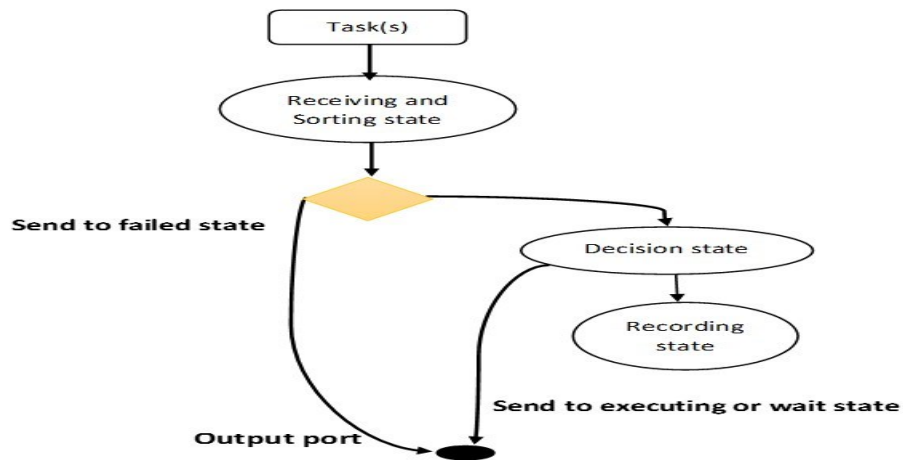 Task(s)
Receiving and
Sorting state
Send to failed state
Decision state
Recording
state
Send to executing or wait state
Output port